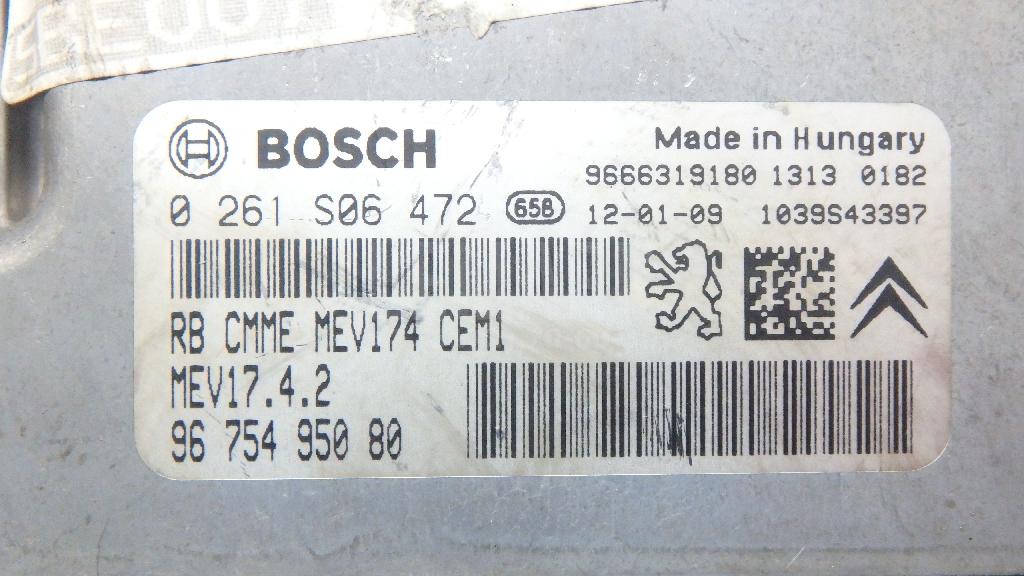 BOSCH
Made in Hungary
9666319180 1313 0182
0 261 S06 472 65B 12-01-09 1039S43397
RB CMME MEV174 CEM1
MEV17.4.2
96 754 950 80